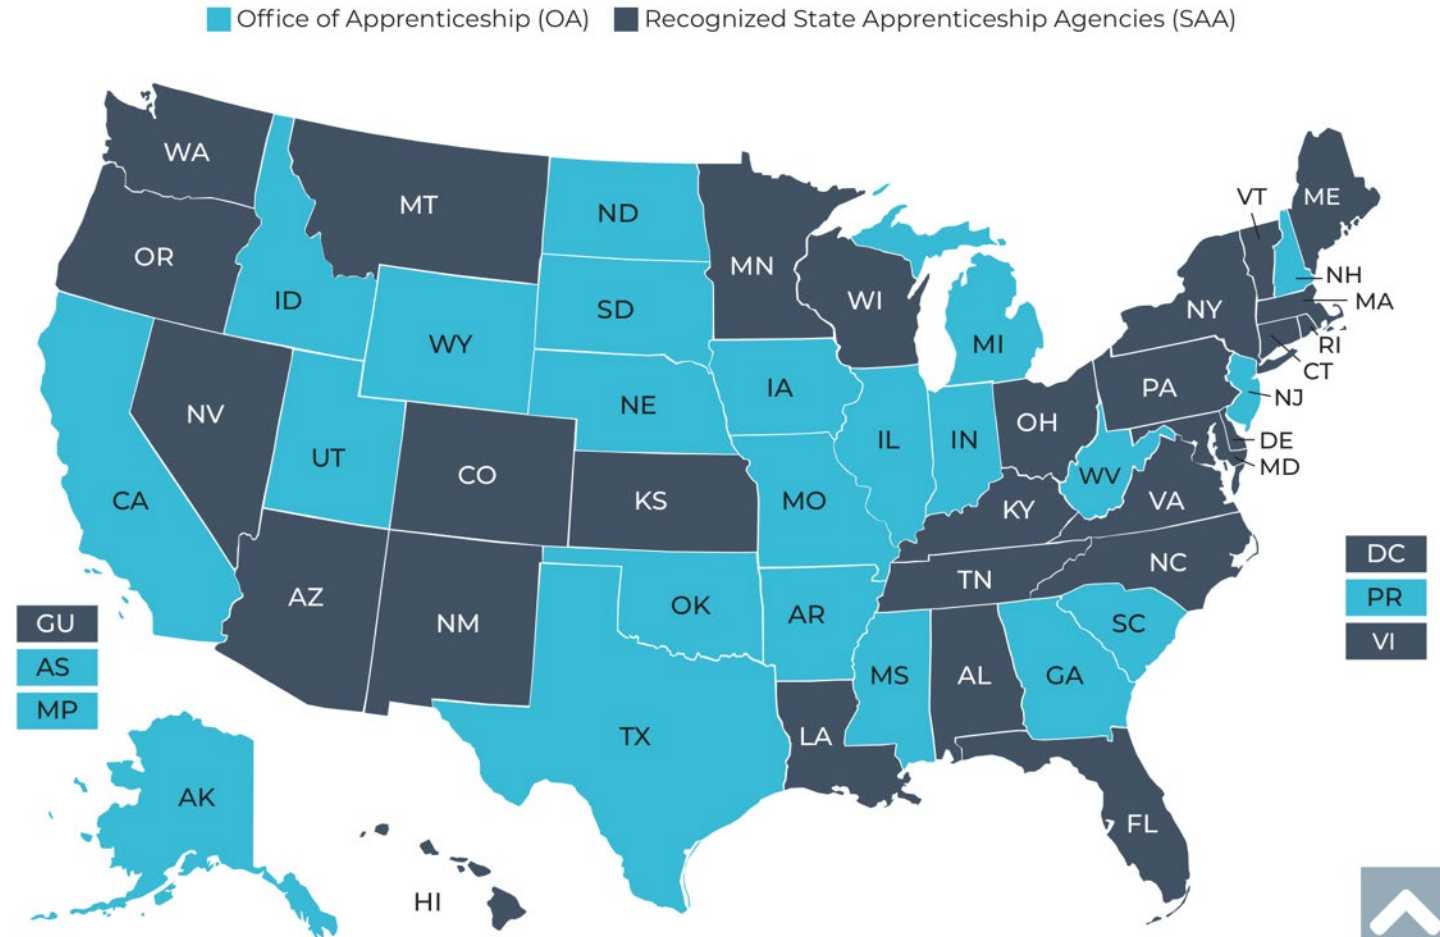 Office of Apprenticeship (OA) Recognized State Apprenticeship Agencies (SAA)
WA
MT
ND
VT
ME
OR
MN
NH
ID
SD
WI
MA
NY
WY
MI
RI
CT
IA
PA
NE
NJ
NV
OH
UT
IL
IN
DE
CO
MD
WV
CA
KS
MO
VA
KY
DC
NC
TN
AZ
PR
OK
AR
GU
NM
SC
VI
AS
MS
AL
GA
MP
TX
LA
AK
FL
HI